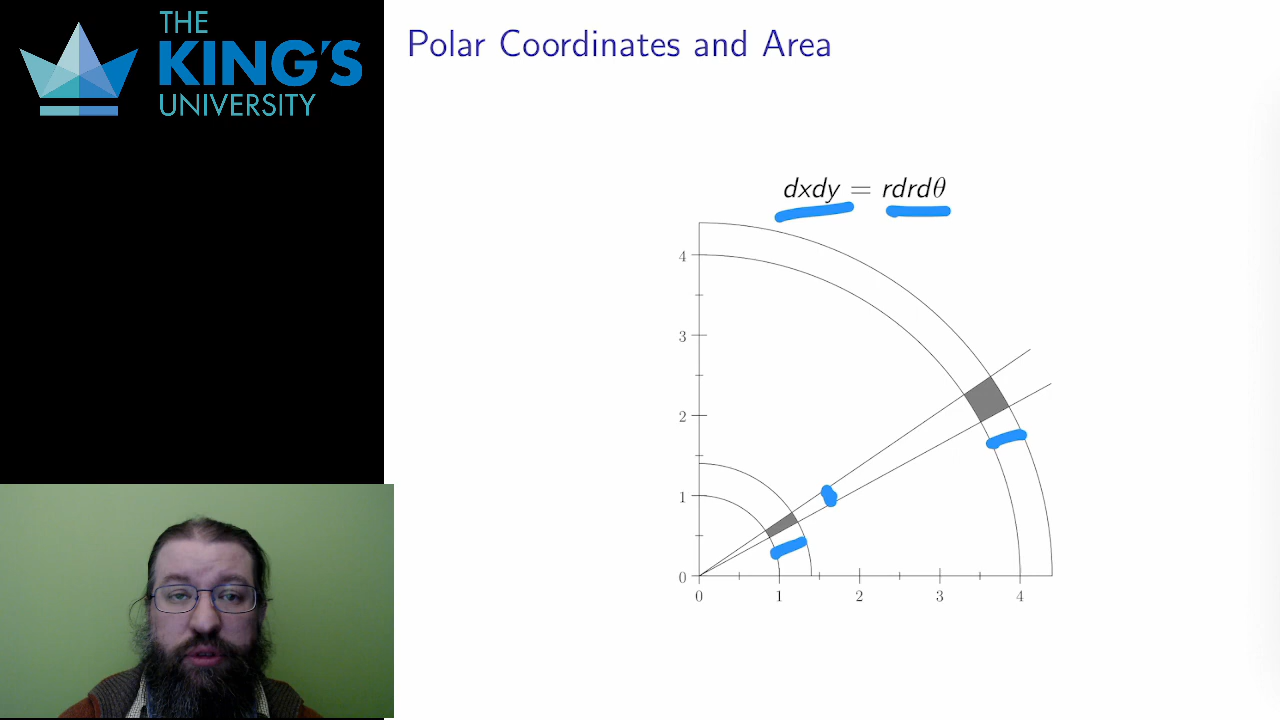 THE
KING'S
UNIVERSITY
Polar Coordinates and Area
dxdy = rdrdθ
4
3
2
1
0
0 1 2 3 4